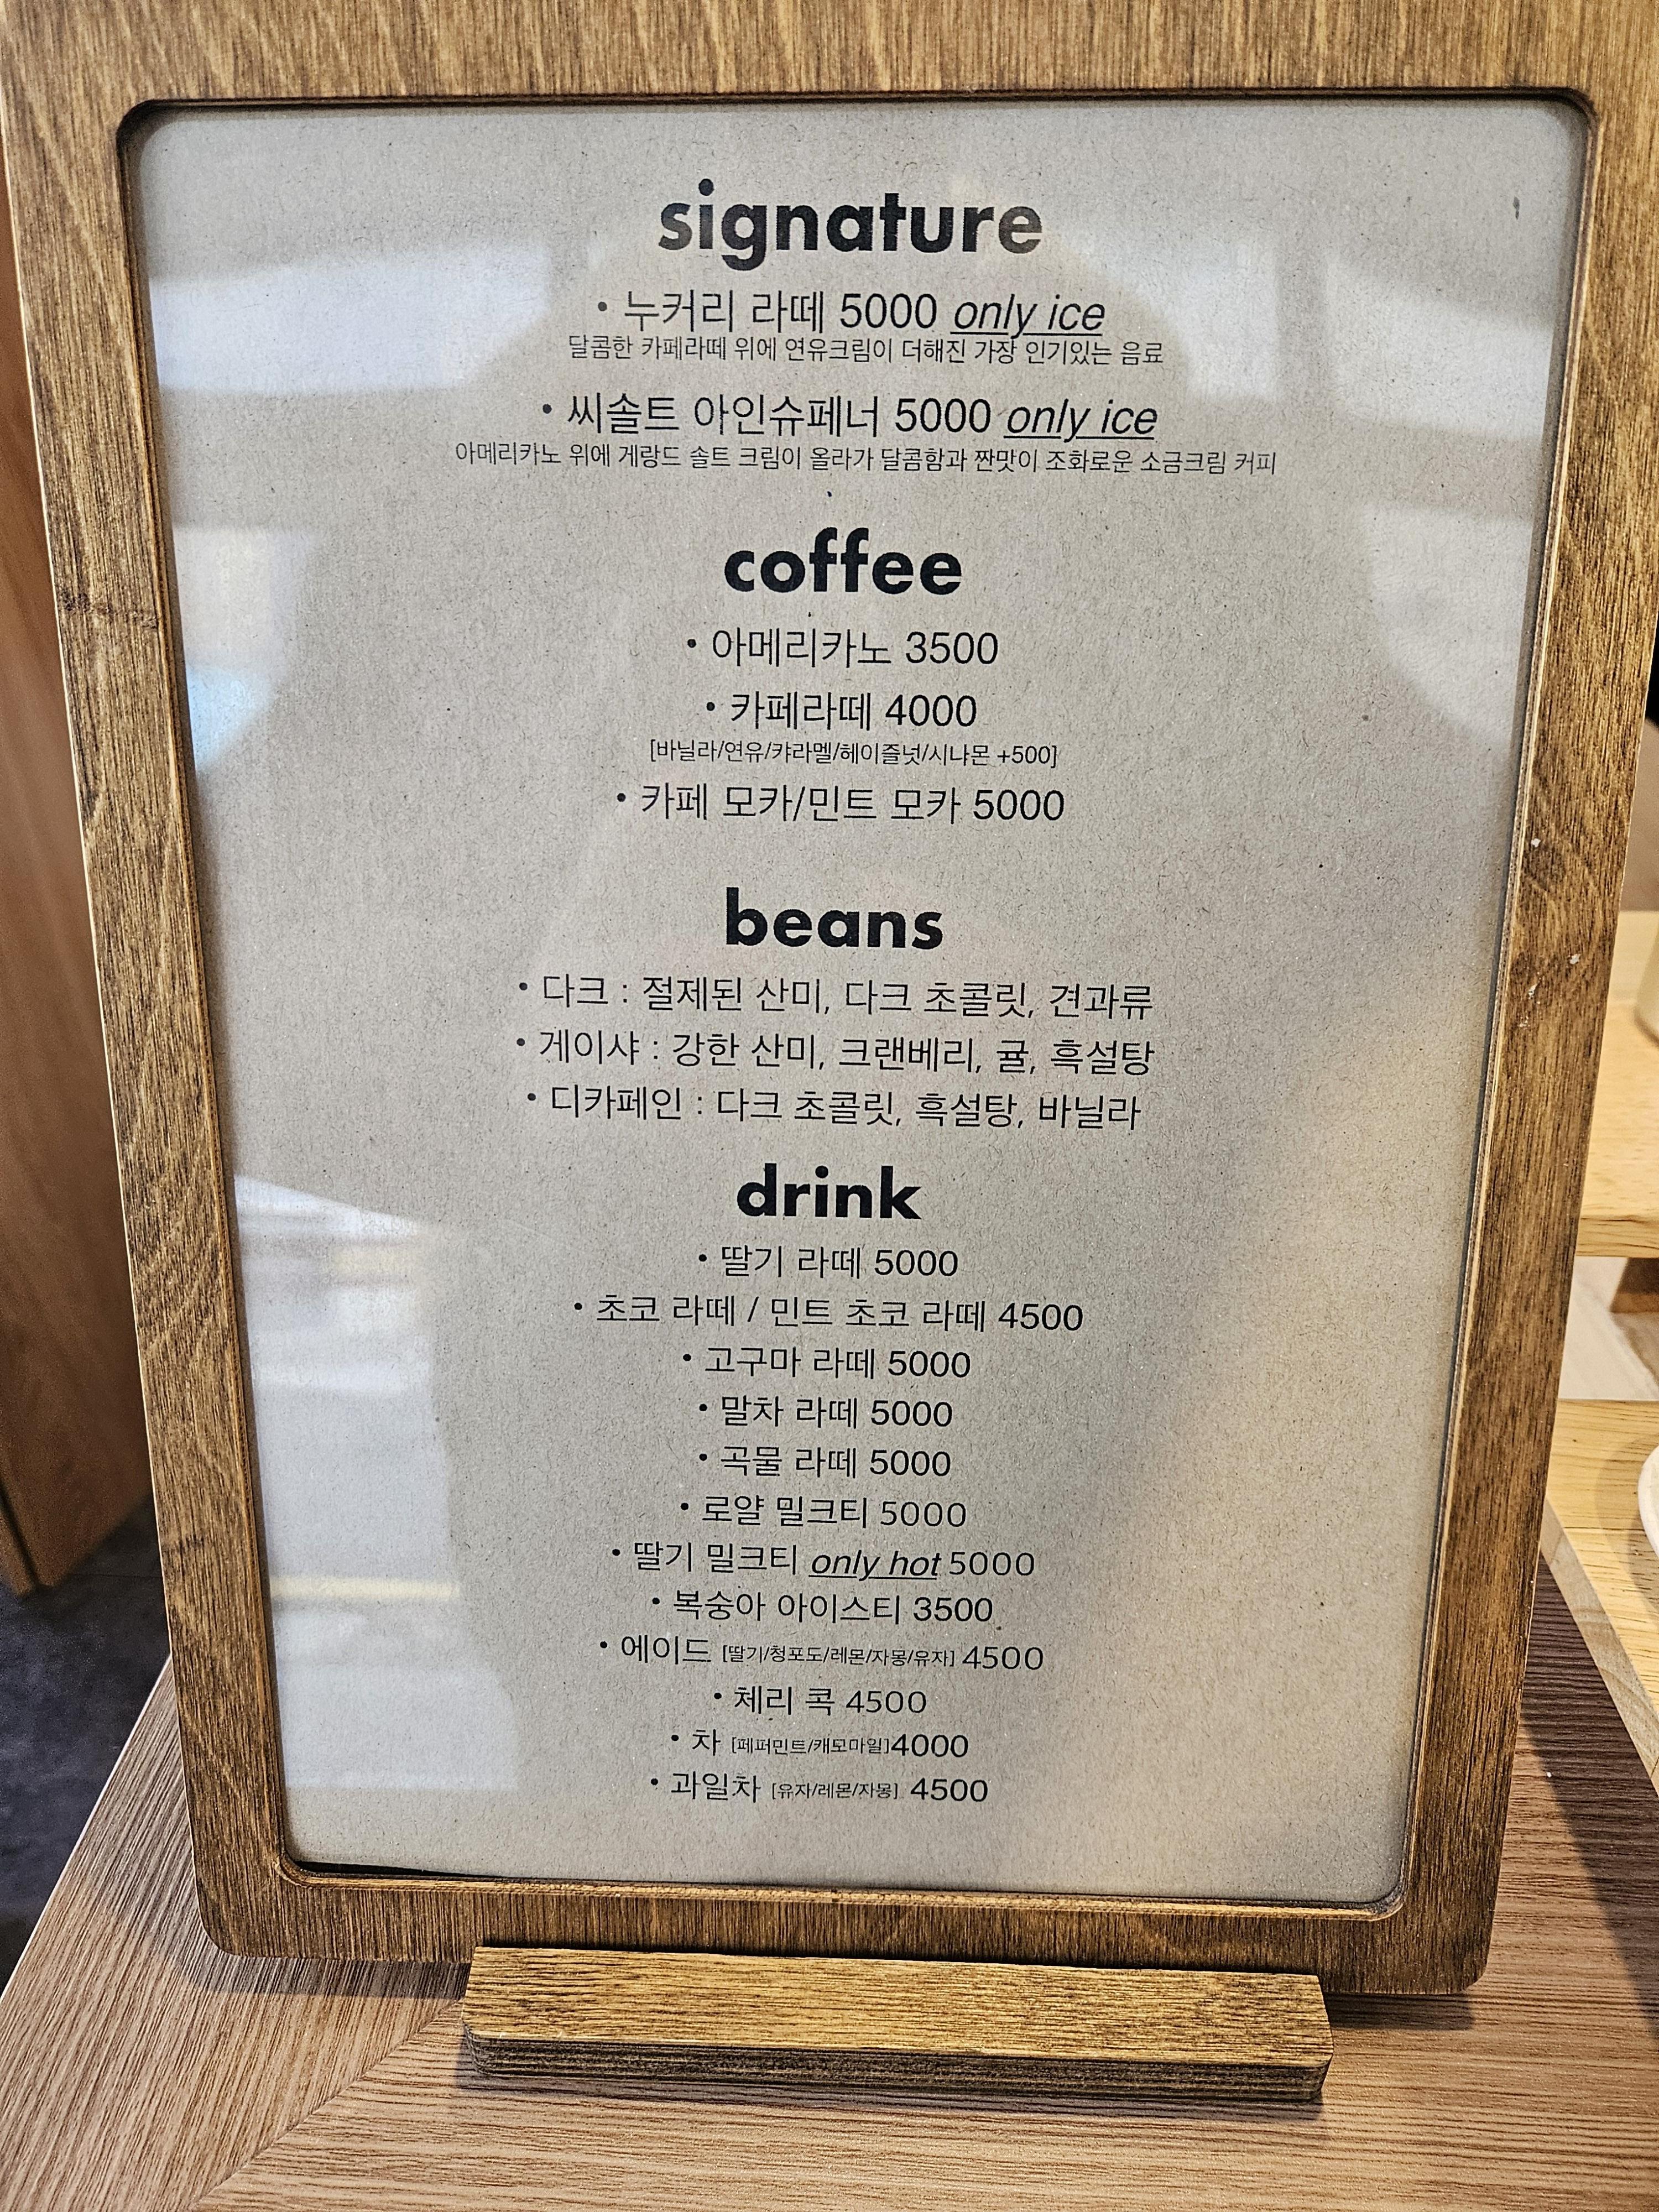 signature
• 누커리 라떼 5000 only ice
달콤한 카페라떼 위에 연유크림이 더해진 가장 인기있는 음료
• 씨솔트 아인슈페너 5000 only ice
아메리카노 위에 게랑드 솔트 크림이 올라가 달콤함과 짠맛이 조화로운 소금크림 커피
coffee
• 아메리카노 3500
• 카페라떼 4000
[바닐라/연유/캬라멜/헤이즐넛/시나몬 +500]
• 카페 모카/민트 모카 5000
beans
• 다크 : 절제된 산미, 다크 초콜릿, 견과류
• 게이샤 : 강한 산미, 크랜베리, 귤, 흑설탕
• 디카페인 : 다크 초콜릿, 흑설탕, 바닐라
drink
• 딸기 라떼 5000
• 초코 라떼 / 민트 초코 라떼 4500
• 고구마 라떼 5000
• 말차 라떼 5000
• 곡물 라떼 5000
• 로얄 밀크티 5000
• 딸기 밀크티 only hot 5000
• 복숭아 아이스티 3500
• 에이드 [딸기/청포도/레몬/자몽/유자] 4500
• 체리 콕 4500
• 차 [페퍼민트/캐모마일]4000
• 과일차 [유자/레몬/자몽] 4500